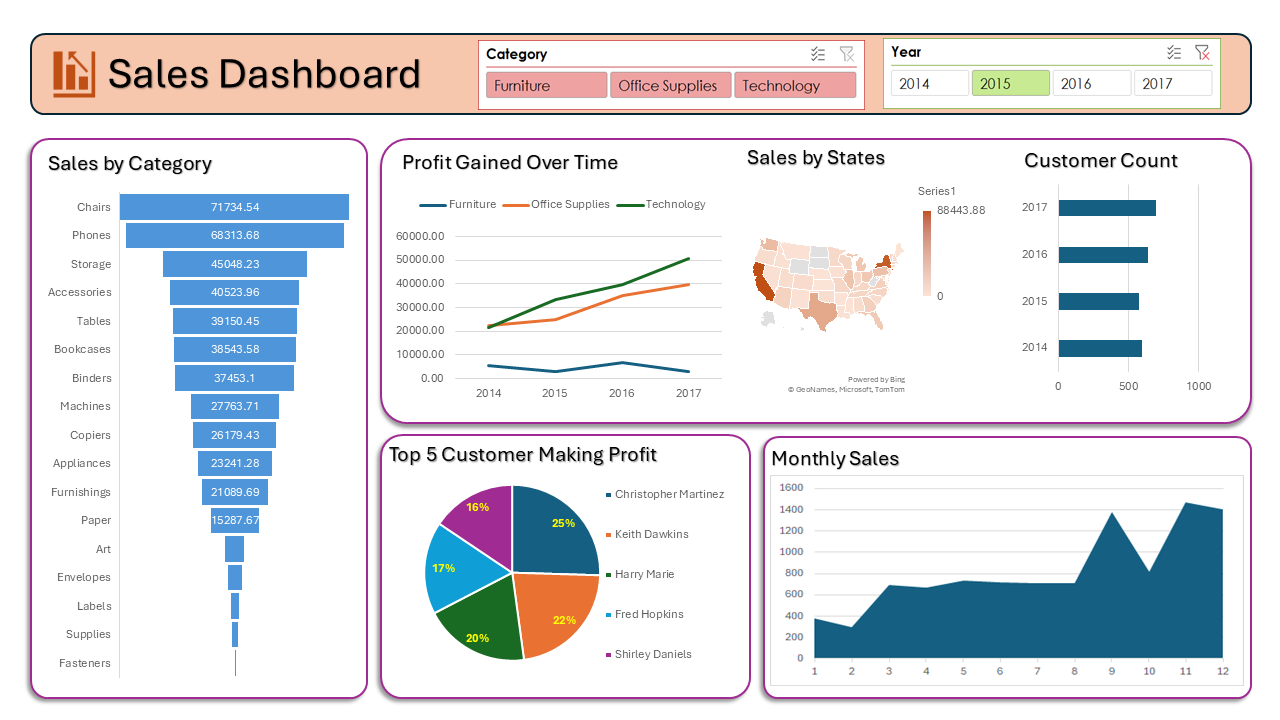 Sales Dashboard
Category
Furniture
Office Supplies
Technology
Year
2014
2015
2016
2017
Sales by Category
Chairs 71734.54
Phones 68313.68
Storage 45048.23
Accessories 40523.96
Tables 39150.45
Bookcases 38543.58
Binders 37453.1
Machines 27763.71
Copiers 26179.43
Appliances 23241.28
Furnishings 21089.69
Paper 15287.67
Art
Envelopes
Labels
Supplies
Fasteners
Profit Gained Over Time
Furniture Office Supplies Technology
60000.00
50000.00
40000.00
30000.00
20000.00
10000.00
0.00
2014 2015 2016 2017
Sales by States
Series1
88443.88
0
Powered by Bing
© GeoNames, Microsoft, TomTom
Customer Count
2017
2016
2015
2014
0 500 1000
Top 5 Customer Making Profit
25%
22%
20%
17%
16%
Christopher Martinez
Keith Dawkins
Harry Marie
Fred Hopkins
Shirley Daniels
Monthly Sales
1600
1400
1200
1000
800
600
400
200
0
1 2 3 4 5 6 7 8 9 10 11 12